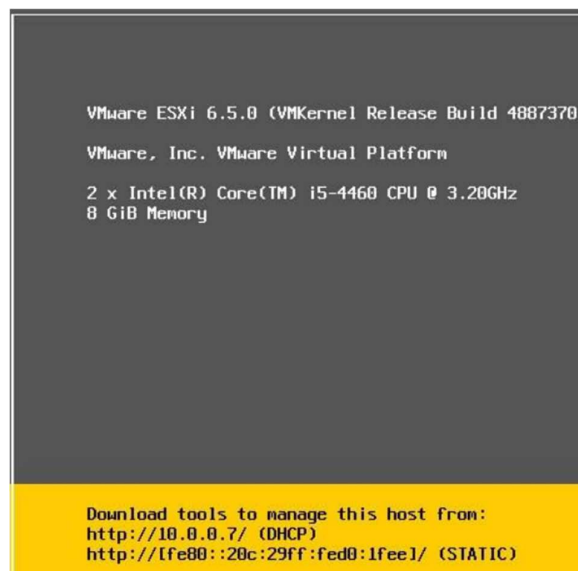 VMware ESXi 6.5.0 (VMKernel Release Build 4887370
VMware, Inc. VMware Virtual Platform
2 x Intel(R) Core(TM) i5-4460 CPU @ 3.20GHz
8 GiB Memory
Download tools to manage this host from:
http://10.0.0.7/ (DHCP)
http://[fe80::20c:29ff:fed0:1fee]/ (STATIC)